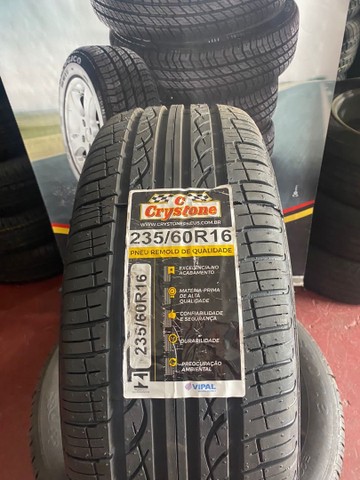 C
Crystone
WWW.CRYSTONEPNEUS.COM.BR
235/60R16
PNEU REMOLD DE QUALIDADE
EXCELÊNCIA NO
ACABAMENTO
MATÉRIA-PRIMA
DE ALTA
QUALIDADE
CONFIABILIDADE
E SEGURANÇA
DURABILIDADE
PREOCUPAÇÃO
AMBIENTAL
235/60R16
VIPAL